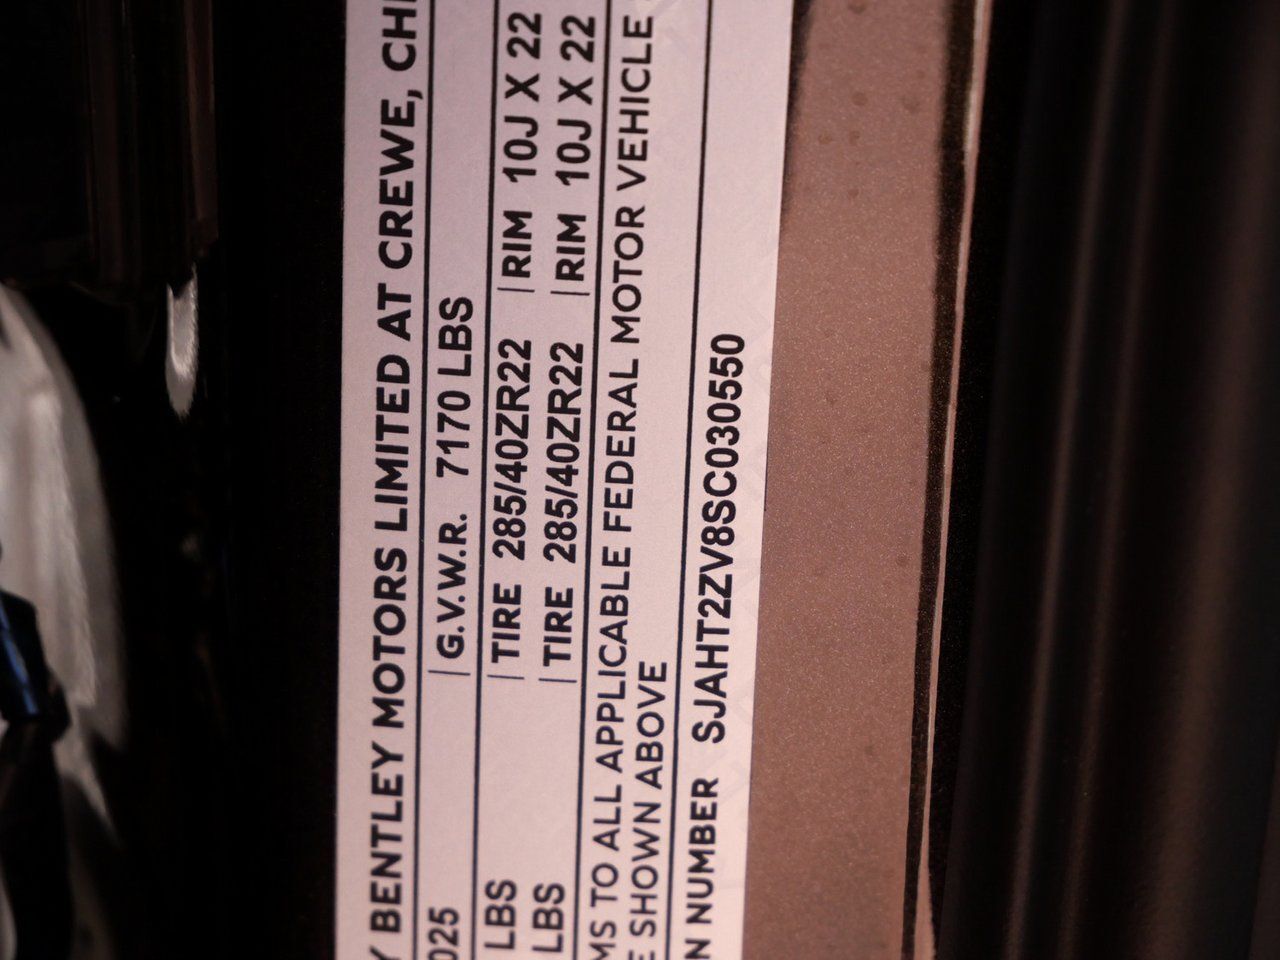 Y BENTLEY MOTORS LIMITED AT CREWE, CHE
025 | G.V.W.R. 7170 LBS
LBS | TIRE 285/40ZR22 | RIM 10J X 22
LBS | TIRE 285/40ZR22 | RIM 10J X 22
MS TO ALL APPLICABLE FEDERAL MOTOR VEHICLE
E SHOWN ABOVE
N NUMBER SJAHT2ZV8SC030550